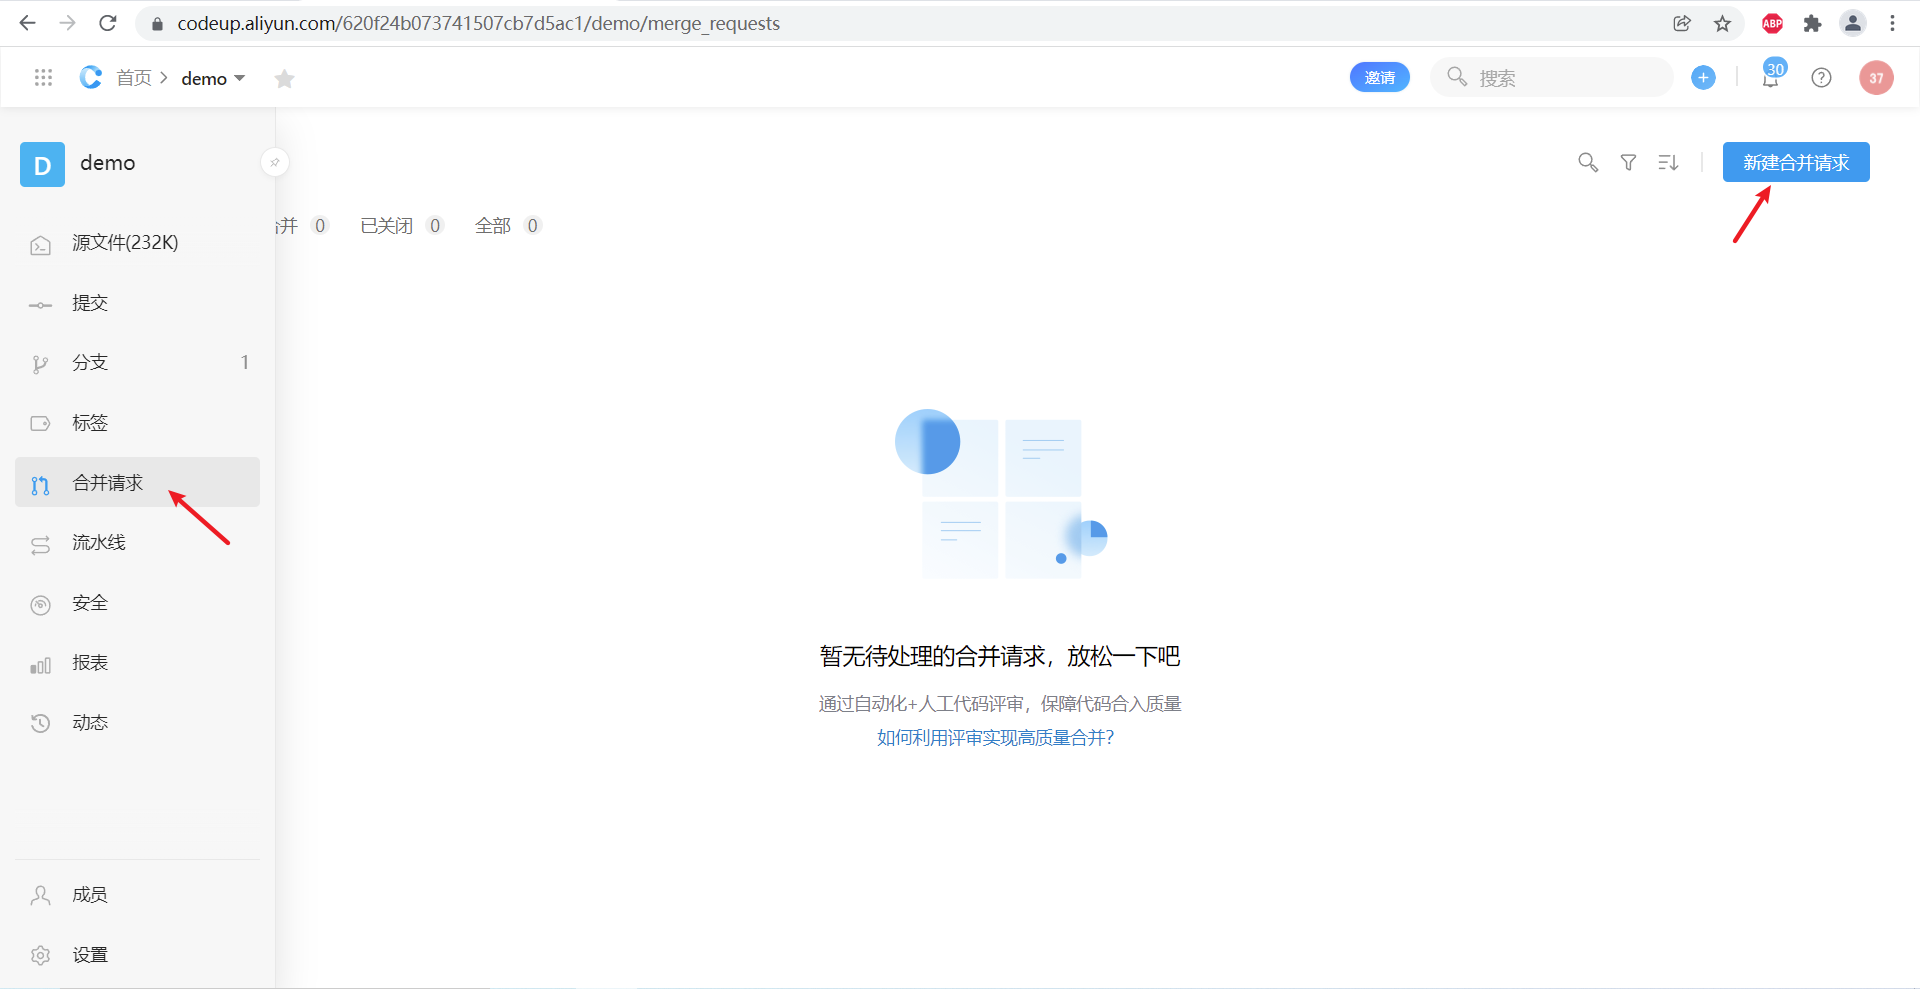 codeup.aliyun.com/620f24b073741507cb7d5ac1/demo/merge_requests
ABP
首页 > demo
邀请
搜索
30
37
D
demo
新建合并请求
并 0
已关闭 0
全部 0
源文件(232K)
提交
分支 1
标签
合并请求
流水线
安全
报表
动态
暂无待处理的合并请求，放松一下吧
通过自动化+人工代码评审，保障代码合入质量
如何利用评审实现高质量合并?
成员
设置